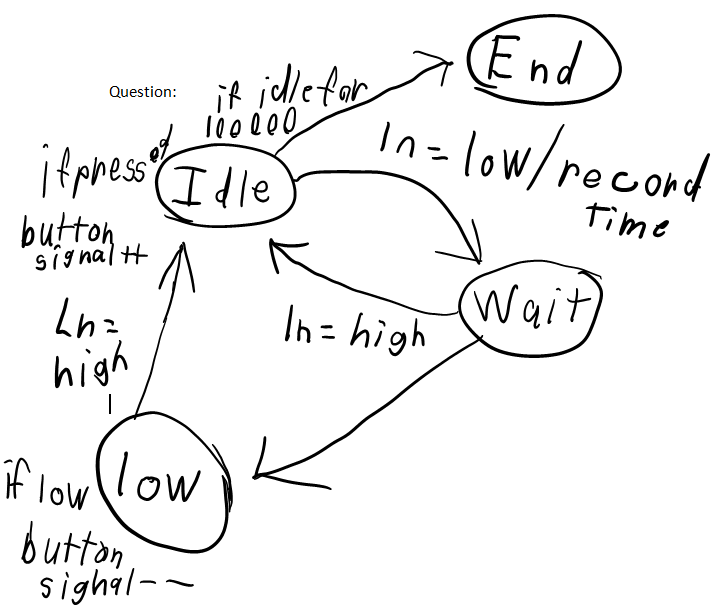 Question:
End
if idle for
100000
In = low/record
time
if pressed
Idle
button
signal++
Wait
In = high
In =
high
low
if low
button
sighal--